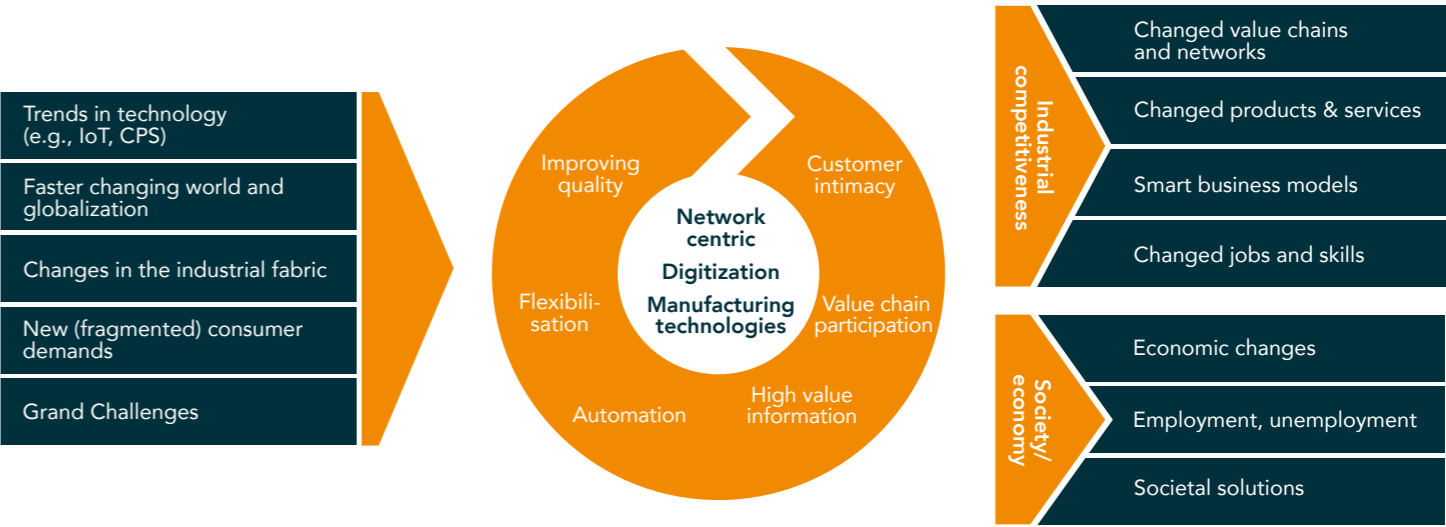 Trends in technology
(e.g., IoT, CPS)
Faster changing world and
globalization
Changes in the industrial fabric
New (fragmented) consumer
demands
Grand Challenges
Improving
quality
Flexibili-
sation
Automation
Customer
intimacy
Value chain
participation
High value
information
Network
centric
Digitization
Manufacturing
technologies
Industrial
competitiveness
Changed value chains
and networks
Changed products & services
Smart business models
Changed jobs and skills
Society/
economy
Economic changes
Employment, unemployment
Societal solutions